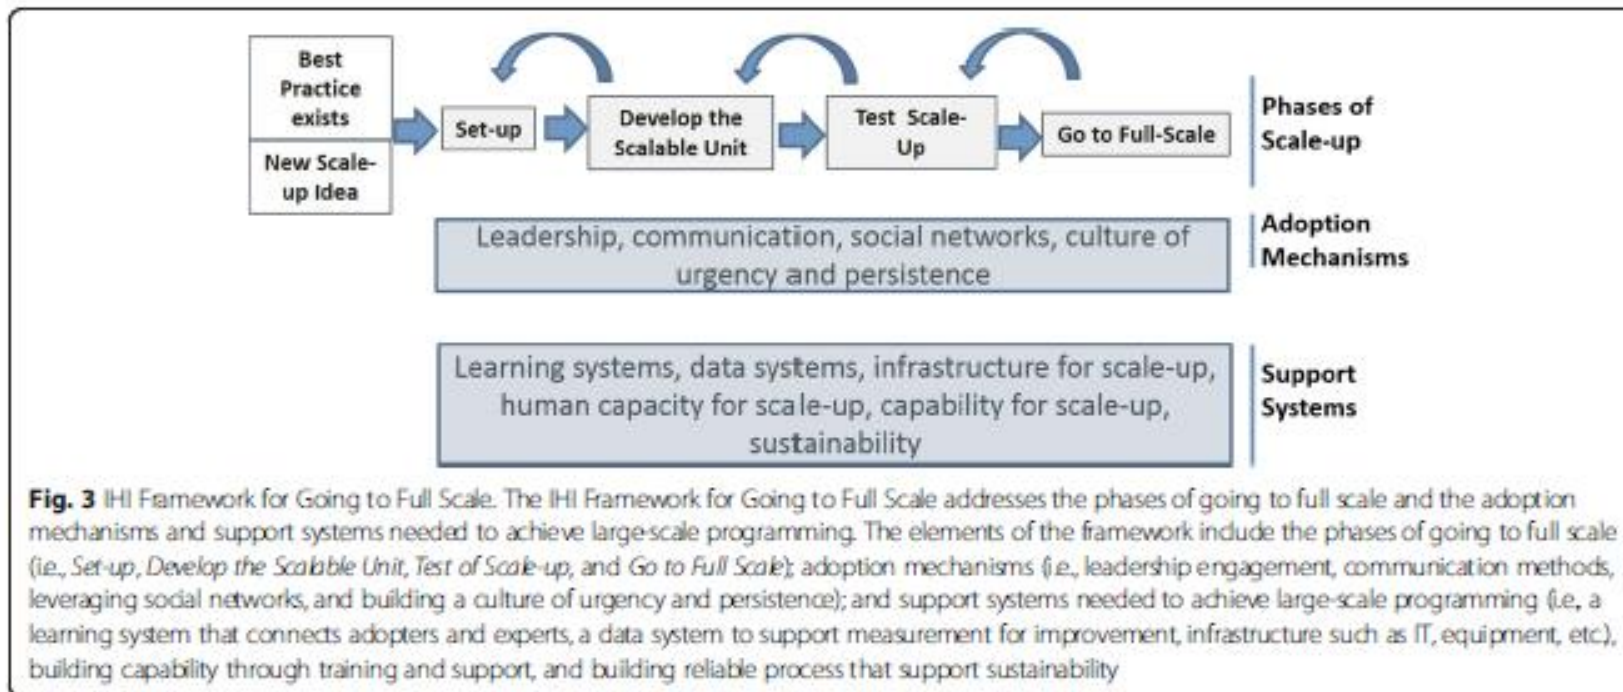 Best
Practice
exists
New Scale-
up Idea
Set-up
Develop the
Scalable Unit
Test Scale-
Up
Go to Full-Scale
Phases of
Scale-up
Leadership, communication, social networks, culture of
urgency and persistence
Adoption
Mechanisms
Learning systems, data systems, infrastructure for scale-up,
human capacity for scale-up, capability for scale-up,
sustainability
Support
Systems
Fig. 3 IHI Framework for Going to Full Scale. The IHI Framework for Going to Full Scale addresses the phases of going to full scale and the adoption
mechanisms and support systems needed to achieve large-scale programming. The elements of the framework include the phases of going to full scale
(i.e., Set-up, Develop the Scalable Unit, Test of Scale-up, and Go to Full Scale); adoption mechanisms (i.e., leadership engagement, communication methods,
leveraging social networks, and building a culture of urgency and persistence); and support systems needed to achieve large-scale programming (i.e., a
learning system that connects adopters and experts, a data system to support measurement for improvement, infrastructure such as IT, equipment, etc.),
building capability through training and support, and building reliable process that support sustainability